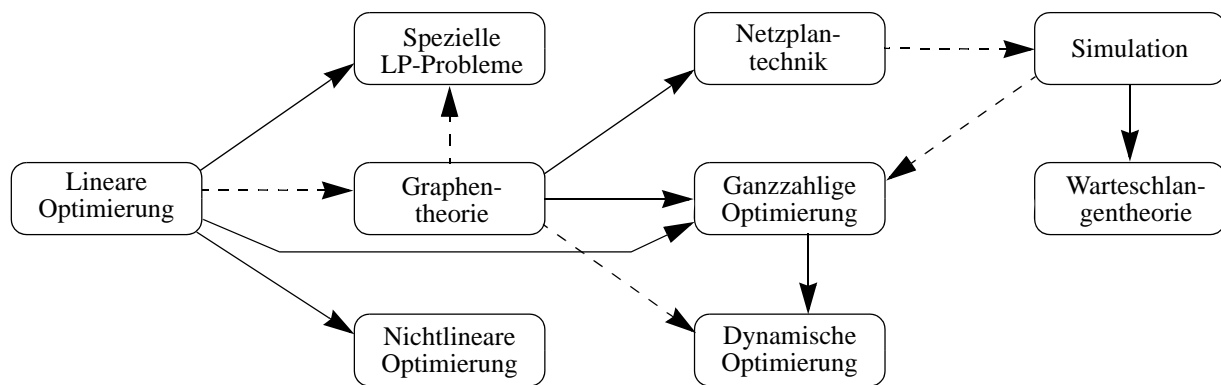 Spezielle
LP-Probleme
Netzplan-
technik
Simulation
Lineare
Optimierung
Graphen-
theorie
Ganzzahlige
Optimierung
Warteschlan-
gentheorie
Nichtlineare
Optimierung
Dynamische
Optimierung